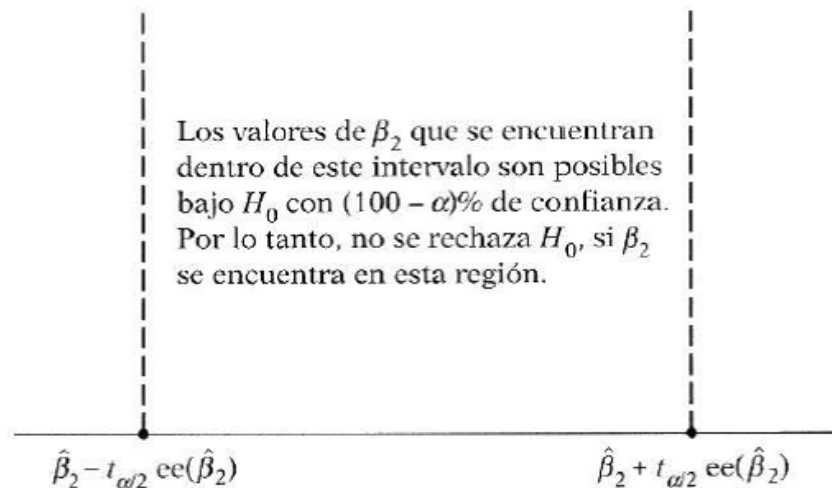 Los valores de β₂ que se encuentran
dentro de este intervalo son posibles
bajo H₀ con (100 – α)% de confianza.
Por lo tanto, no se rechaza H₀, si β₂
se encuentra en esta región.
β̂₂ – t_α/2 ee(β̂₂) β̂₂ + t_α/2 ee(β̂₂)